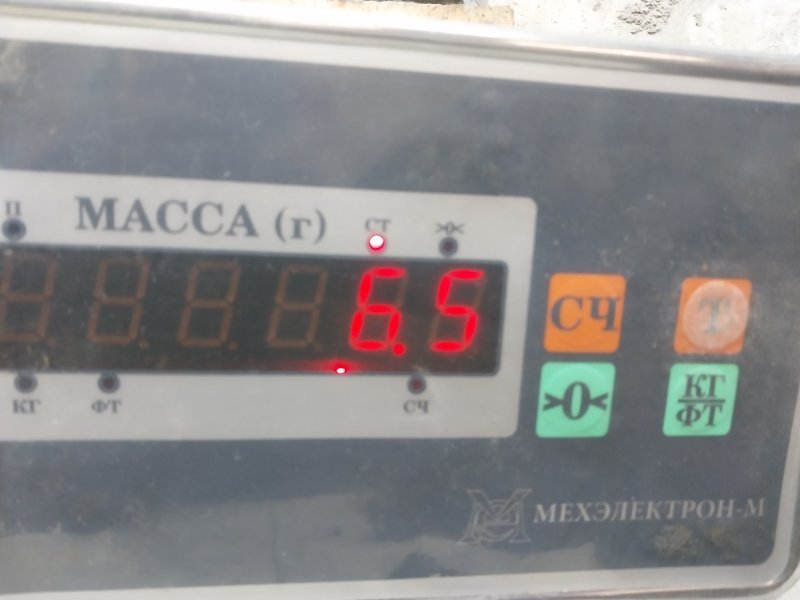 П
МАССА (г) СТ >х<
6.5
КГ ФТ СЧ
СЧ Т
>0< КГ
ФТ
МЕХЭЛЕКТРОН-М